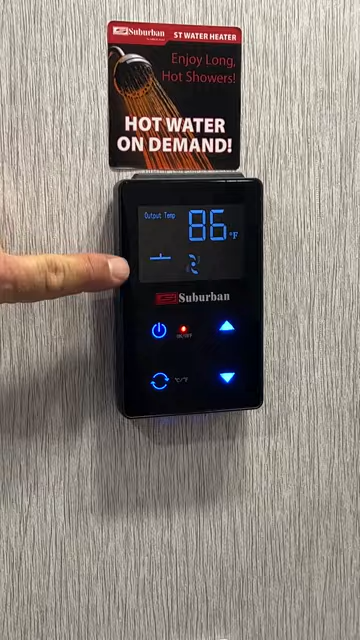 Suburban
ST WATER HEATER
Enjoy Long,
Hot Showers!
HOT WATER
ON DEMAND!
Output Temp
86 °F
Suburban
ON/OFF
°C/°F